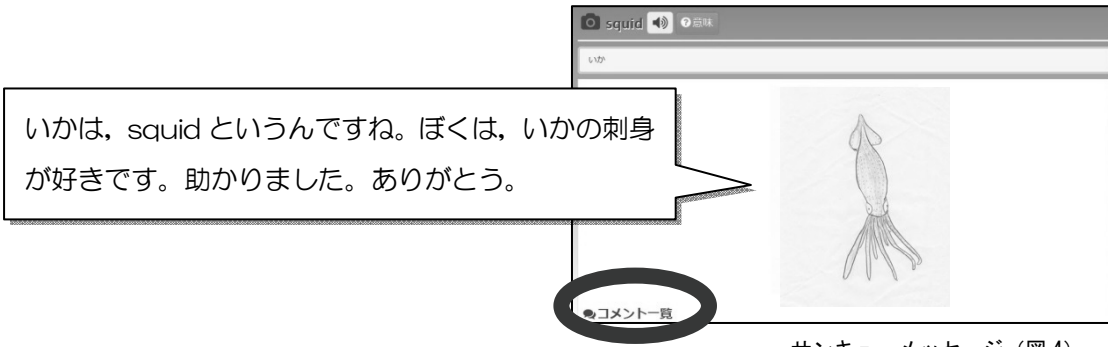 squid ?意味
いか
いかは，squid というんですね。ぼくは，いかの刺身
が好きです。助かりました。ありがとう。
コメント一覧
サンキューメッセージ（図4）